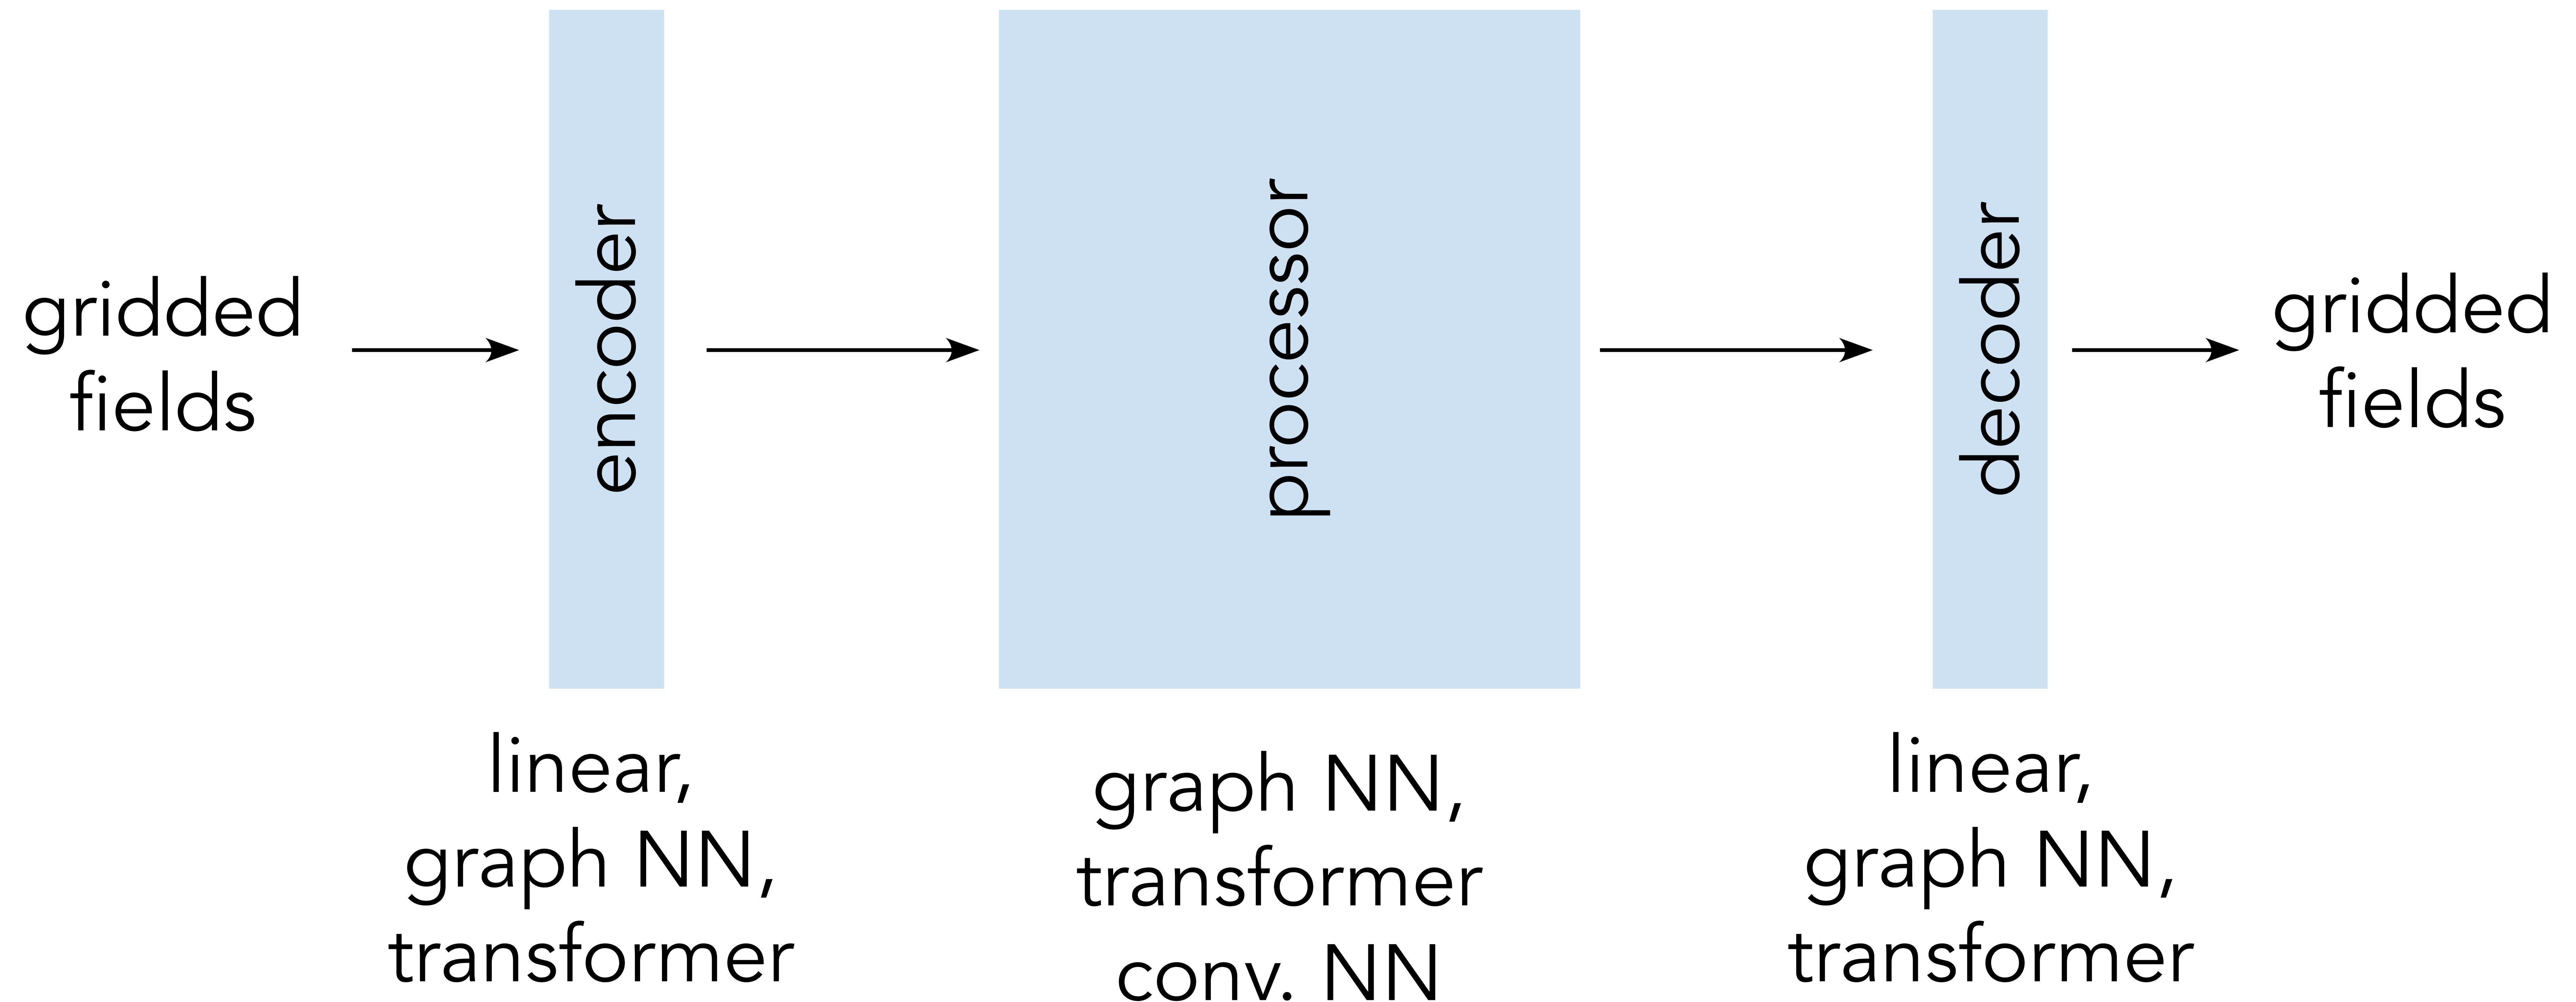 gridded
fields
encoder
processor
decoder
gridded
fields
linear,
graph NN,
transformer
graph NN,
transformer
conv. NN
linear,
graph NN,
transformer